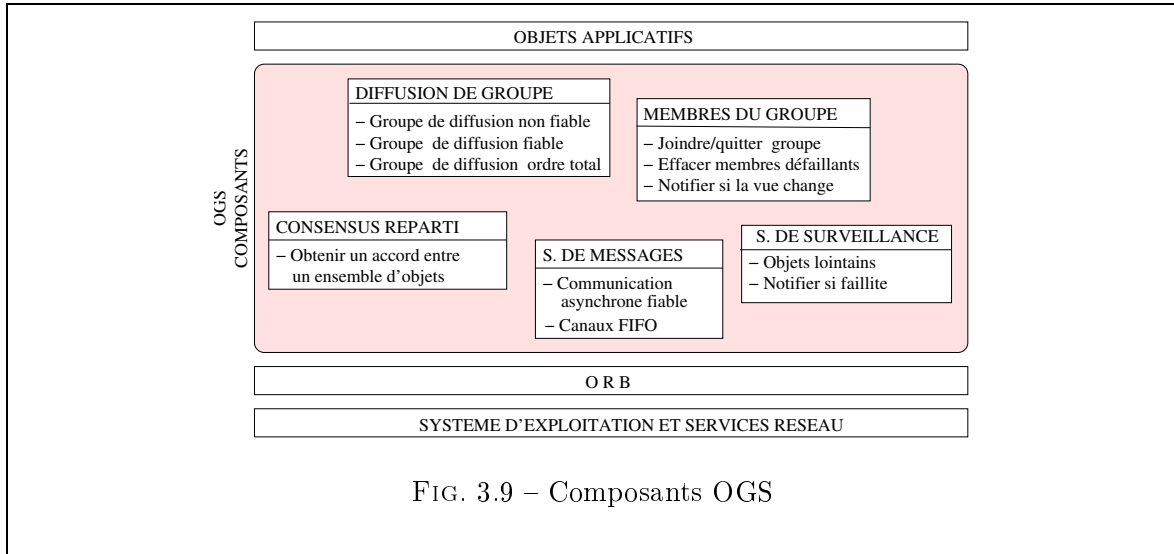 OBJETS APPLICATIFS
OGS
COMPOSANTS
DIFFUSION DE GROUPE
– Groupe de diffusion non fiable
– Groupe de diffusion fiable
– Groupe de diffusion ordre total
MEMBRES DU GROUPE
– Joindre/quitter groupe
– Effacer membres défaillants
– Notifier si la vue change
CONSENSUS REPARTI
– Obtenir un accord entre
un ensemble d'objets
S. DE MESSAGES
– Communication
asynchrone fiable
– Canaux FIFO
S. DE SURVEILLANCE
– Objets lointains
– Notifier si faillite
O R B
SYSTEME D'EXPLOITATION ET SERVICES RESEAU
FIG. 3.9 – Composants OGS